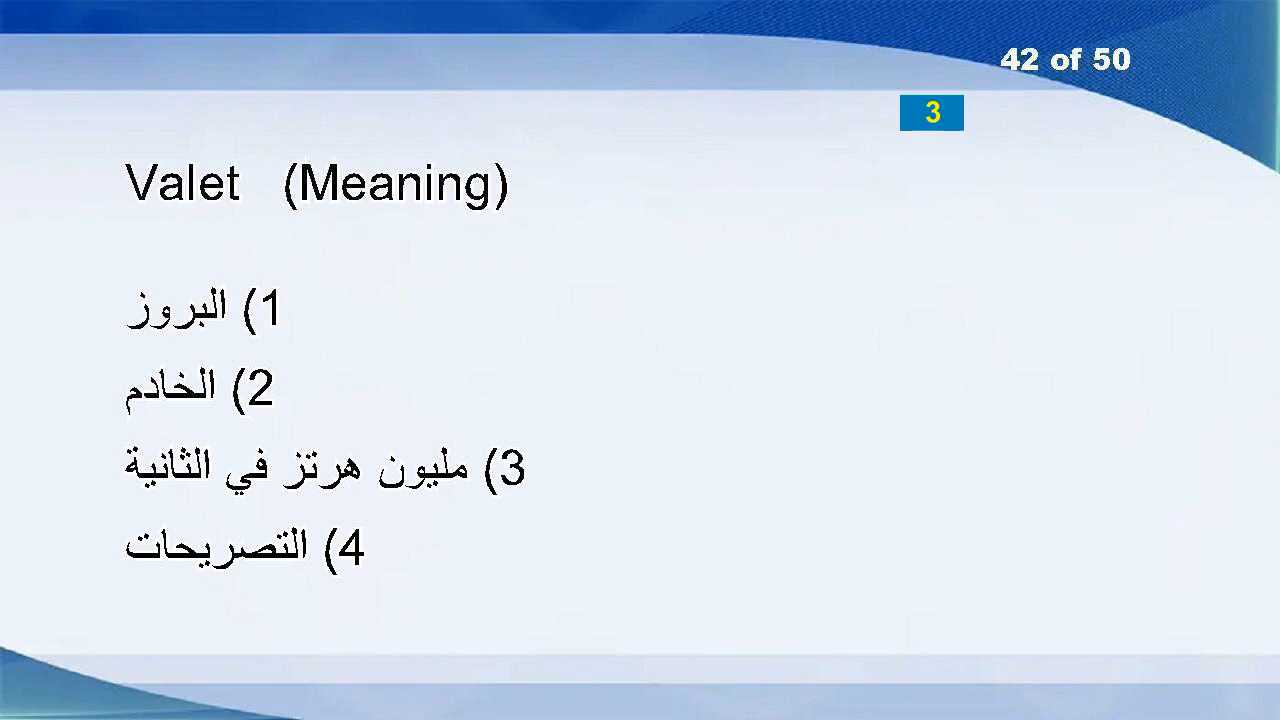 42 of 50
3
Valet (Meaning)
1) البروز
2) الخادم
3) مليون هرتز في الثانية
4) التصريحات